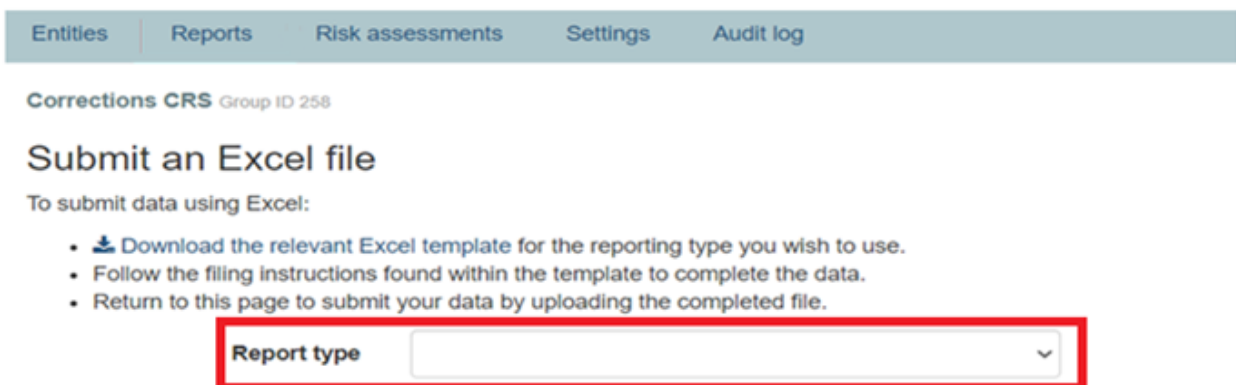 Entities Reports Risk assessments Settings Audit log
Corrections CRS Group ID 258
Submit an Excel file
To submit data using Excel:
• Download the relevant Excel template for the reporting type you wish to use.
• Follow the filing instructions found within the template to complete the data.
• Return to this page to submit your data by uploading the completed file.
Report type